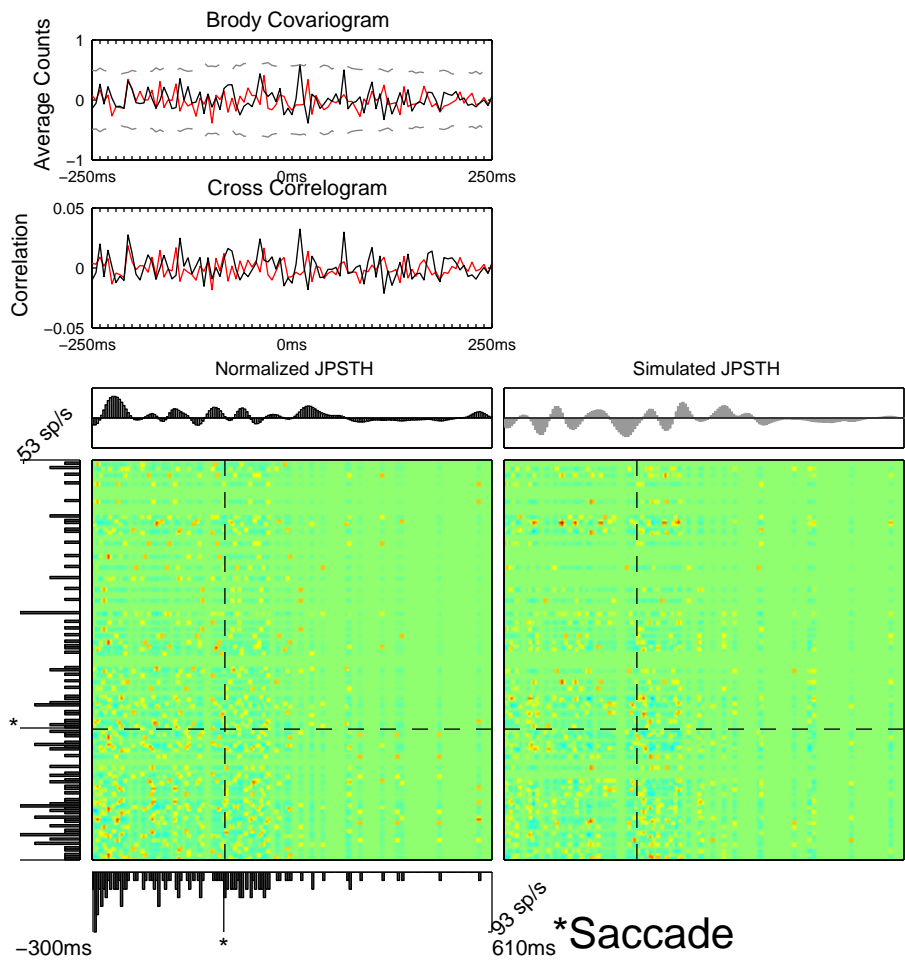 Brody Covariogram
Average Counts
1
0
−1
−250ms
0ms
250ms
Cross Correlogram
Correlation
0.05
0
−0.05
−250ms
0ms
250ms
Normalized JPSTH
Simulated JPSTH
53 sp/s
*
93 sp/s
*
−300ms
610ms
*Saccade